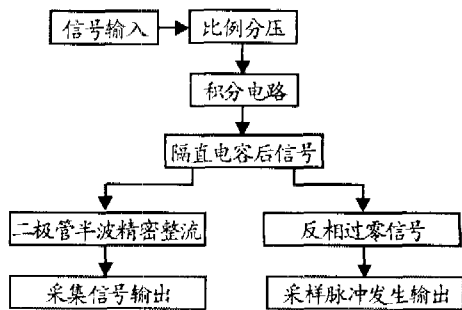 信号输入
比例分压
积分电路
隔直电容后信号
二极管半波精密整流
反相过零信号
采集信号输出
采样脉冲发生输出